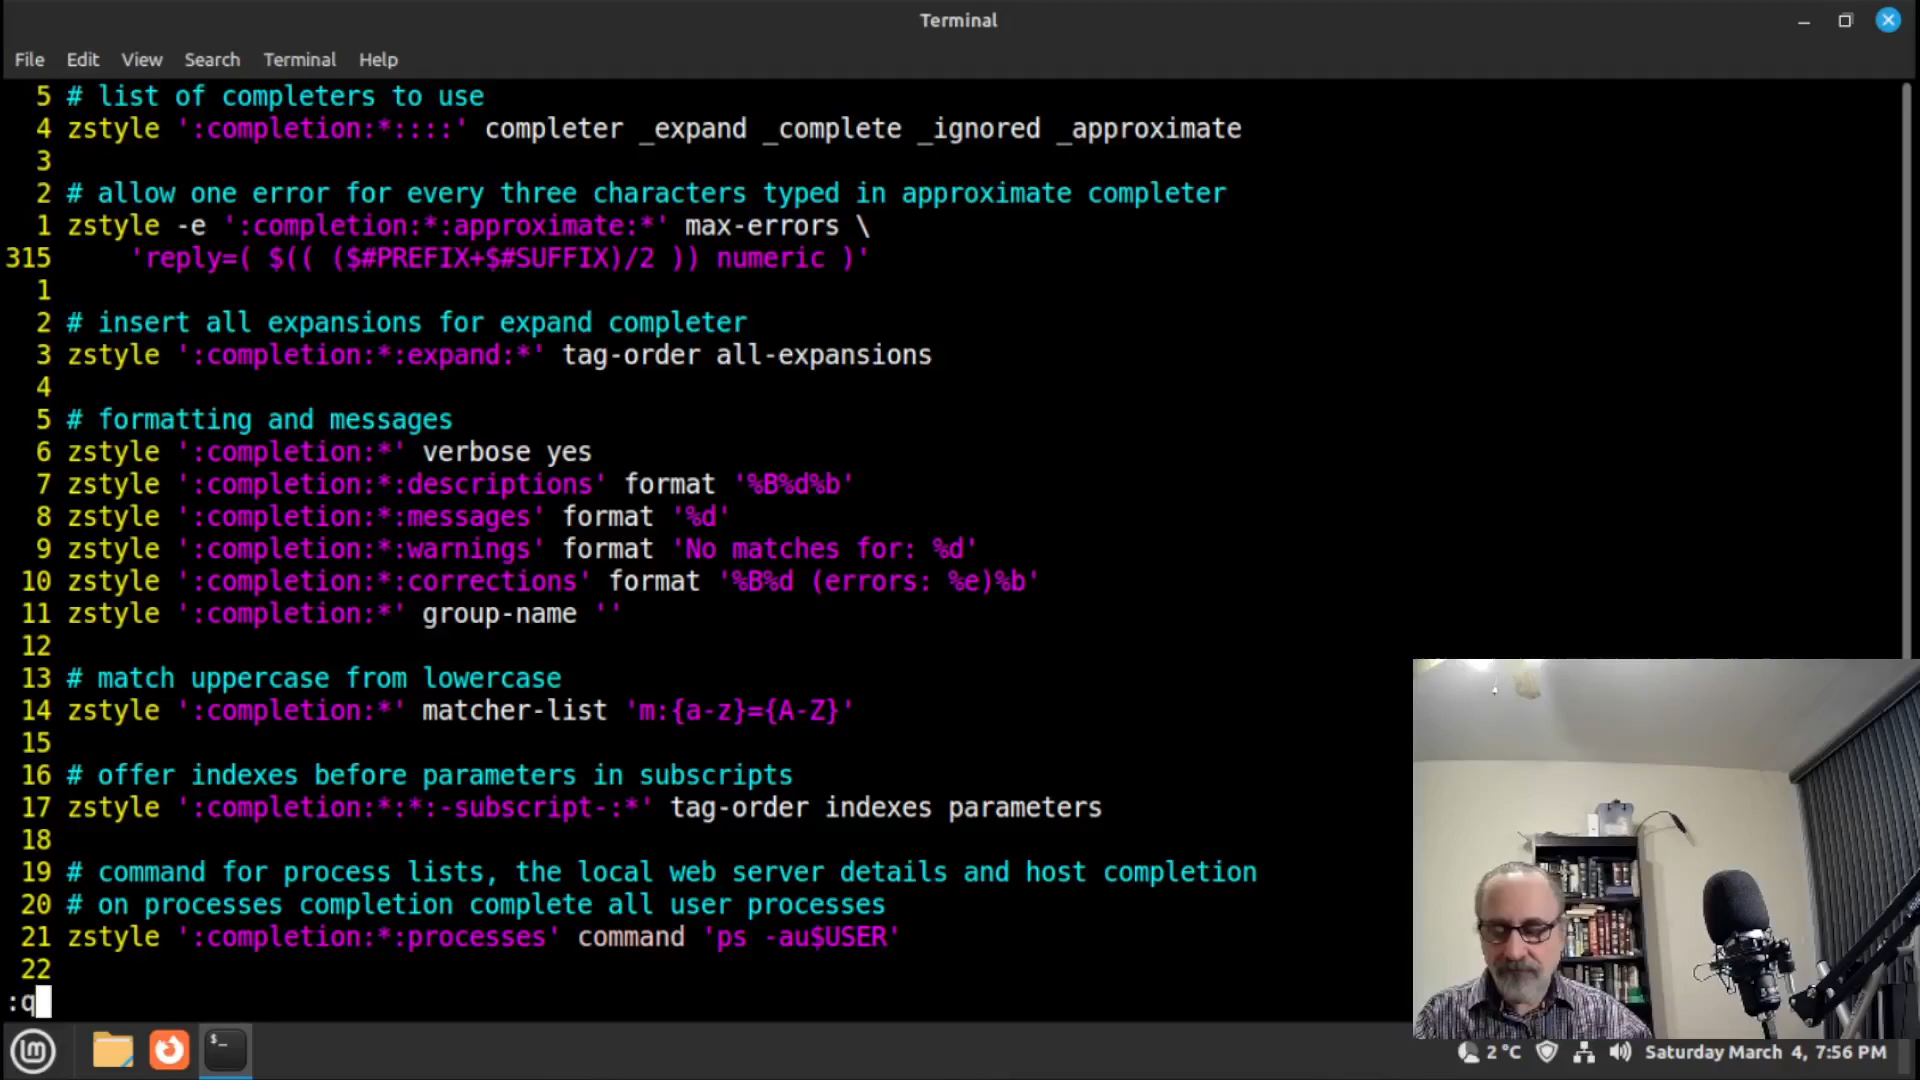 Terminal
File Edit View Search Terminal Help
5 # list of completers to use
4 zstyle ':completion:*::::' completer _expand _complete _ignored _approximate
3
2 # allow one error for every three characters typed in approximate completer
1 zstyle -e ':completion:*:approximate:*' max-errors \
315     'reply=( $(( ($#PREFIX+$#SUFFIX)/2 )) numeric )'
1
2 # insert all expansions for expand completer
3 zstyle ':completion:*:expand:*' tag-order all-expansions
4
5 # formatting and messages
6 zstyle ':completion:*' verbose yes
7 zstyle ':completion:*:descriptions' format '%B%d%b'
8 zstyle ':completion:*:messages' format '%d'
9 zstyle ':completion:*:warnings' format 'No matches for: %d'
10 zstyle ':completion:*:corrections' format '%B%d (errors: %e)%b'
11 zstyle ':completion:*' group-name ''
12
13 # match uppercase from lowercase
14 zstyle ':completion:*' matcher-list 'm:{a-z}={A-Z}'
15
16 # offer indexes before parameters in subscripts
17 zstyle ':completion:*:*:-subscript-:*' tag-order indexes parameters
18
19 # command for process lists, the local web server details and host completion
20 # on processes completion complete all user processes
21 zstyle ':completion:*:processes' command 'ps -au$USER'
22
:q
$_
2 °C Saturday March 4, 7:56 PM